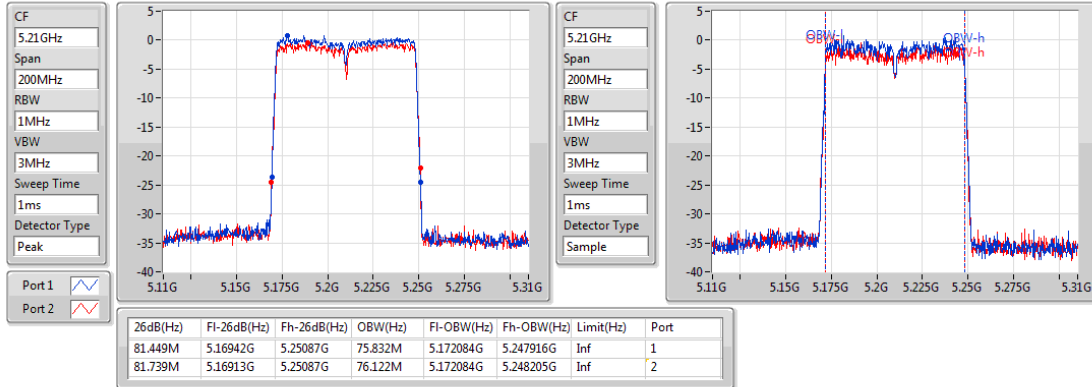 CF
5.21GHz
Span
200MHz
RBW
1MHz
VBW
3MHz
Sweep Time
1ms
Detector Type
Peak
Port 1
Port 2
5
0
-5
-10
-15
-20
-25
-30
-35
-40
5.11G 5.15G 5.175G 5.2G 5.225G 5.25G 5.275G 5.31G
CF
5.21GHz
Span
200MHz
RBW
1MHz
VBW
3MHz
Sweep Time
1ms
Detector Type
Sample
5
0
-5
-10
-15
-20
-25
-30
-35
-40
OBW-h
5.11G 5.15G 5.175G 5.2G 5.225G 5.25G 5.275G 5.31G
26dB(Hz) Fl-26dB(Hz) Fh-26dB(Hz) OBW(Hz) Fl-OBW(Hz) Fh-OBW(Hz) Limit(Hz) Port
81.449M 5.16942G 5.25087G 75.832M 5.172084G 5.247916G Inf 1
81.739M 5.16913G 5.25087G 76.122M 5.172084G 5.248205G Inf 2